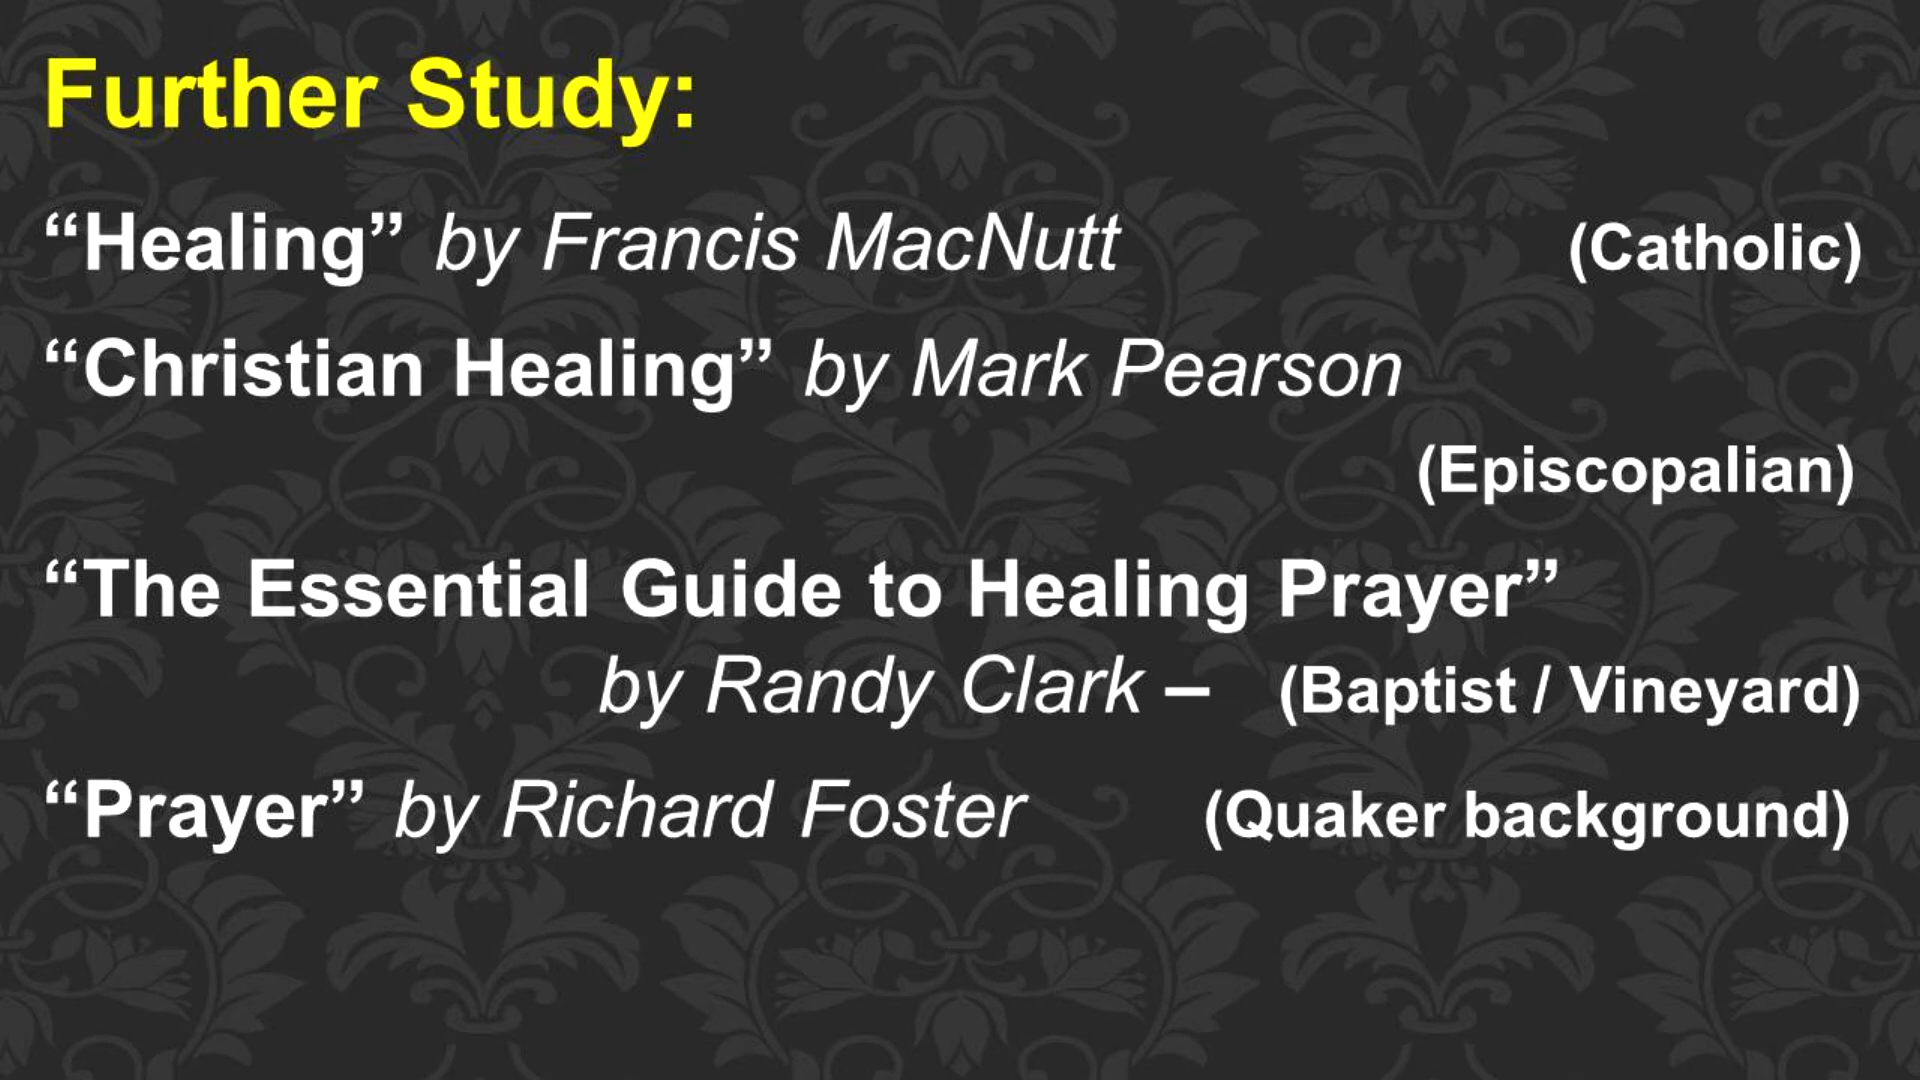 Further Study:
“Healing” by Francis MacNutt (Catholic)
“Christian Healing” by Mark Pearson
(Episcopalian)
“The Essential Guide to Healing Prayer”
by Randy Clark – (Baptist / Vineyard)
“Prayer” by Richard Foster (Quaker background)